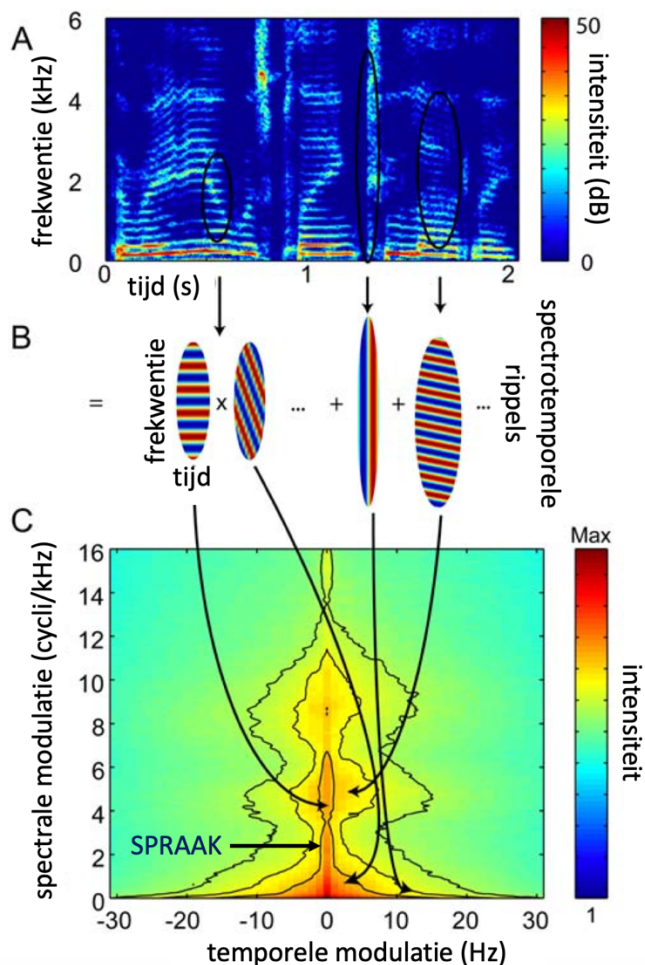 A
frekwentie (kHz)
6
4
2
0
0
1
2
tijd (s)
50
0
intensiteit (dB)
B
=
frekwentie
x
...
+
+
...
tijd
spectrotemporele
rippels
C
spectrale modulatie (cycli/kHz)
16
14
12
10
8
6
4
2
0
SPRAAK
-30
-20
-10
0
10
20
30
temporele modulatie (Hz)
Max
1
intensiteit